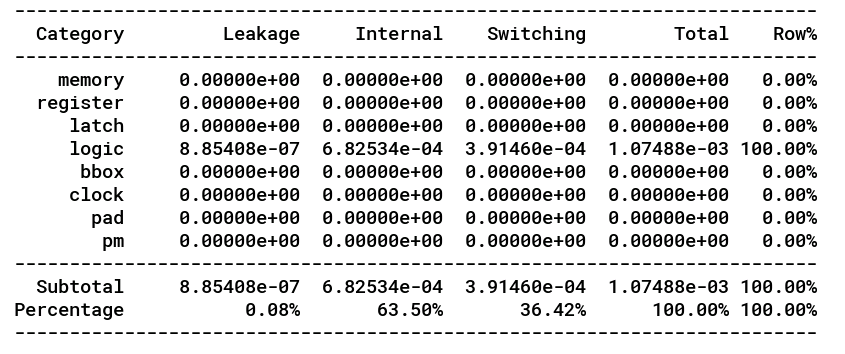 --------------------------------------------------------------------------
  Category         Leakage     Internal    Switching        Total    Row%
--------------------------------------------------------------------------
    memory     0.00000e+00  0.00000e+00  0.00000e+00  0.00000e+00   0.00%
  register     0.00000e+00  0.00000e+00  0.00000e+00  0.00000e+00   0.00%
     latch     0.00000e+00  0.00000e+00  0.00000e+00  0.00000e+00   0.00%
     logic     8.85408e-07  6.82534e-04  3.91460e-04  1.07488e-03 100.00%
      bbox     0.00000e+00  0.00000e+00  0.00000e+00  0.00000e+00   0.00%
     clock     0.00000e+00  0.00000e+00  0.00000e+00  0.00000e+00   0.00%
       pad     0.00000e+00  0.00000e+00  0.00000e+00  0.00000e+00   0.00%
        pm     0.00000e+00  0.00000e+00  0.00000e+00  0.00000e+00   0.00%
--------------------------------------------------------------------------
  Subtotal     8.85408e-07  6.82534e-04  3.91460e-04  1.07488e-03 100.00%
Percentage           0.08%       63.50%       36.42%      100.00% 100.00%
--------------------------------------------------------------------------